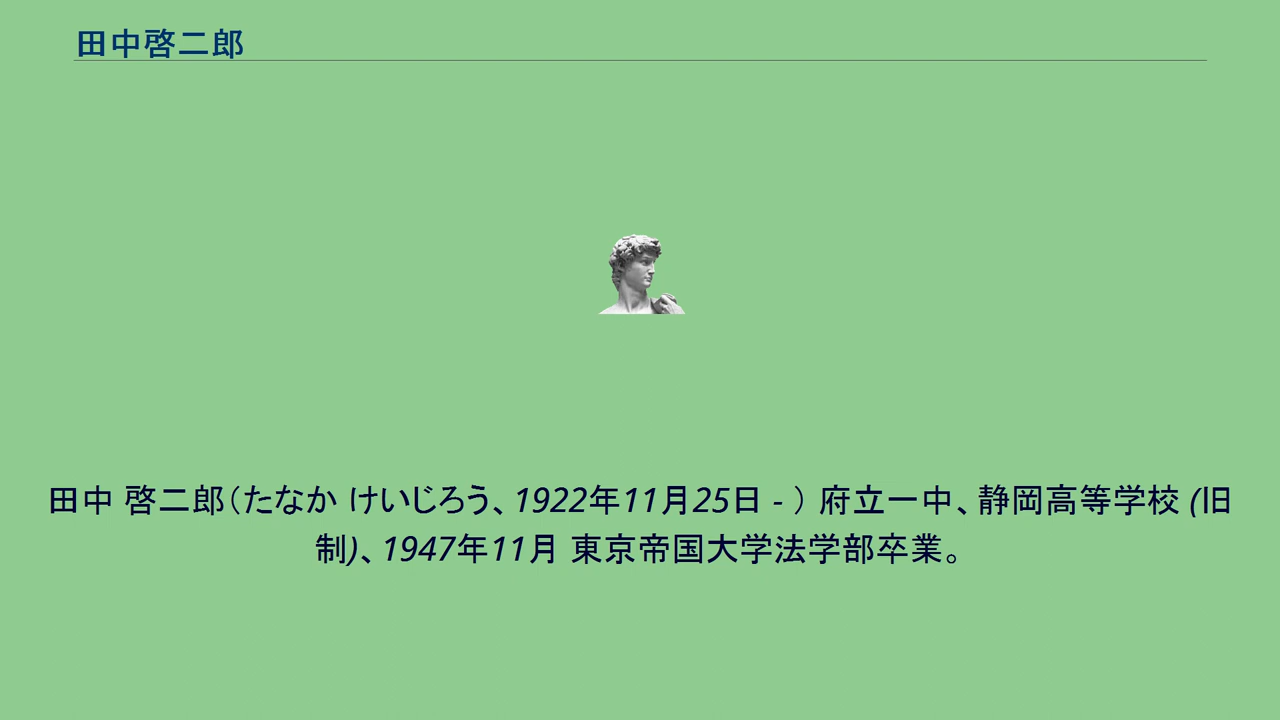 田中啓二郎
田中 啓二郎（たなか けいじろう、1922年11月25日 - ） 府立一中、静岡高等学校 (旧
制)、1947年11月 東京帝国大学法学部卒業。